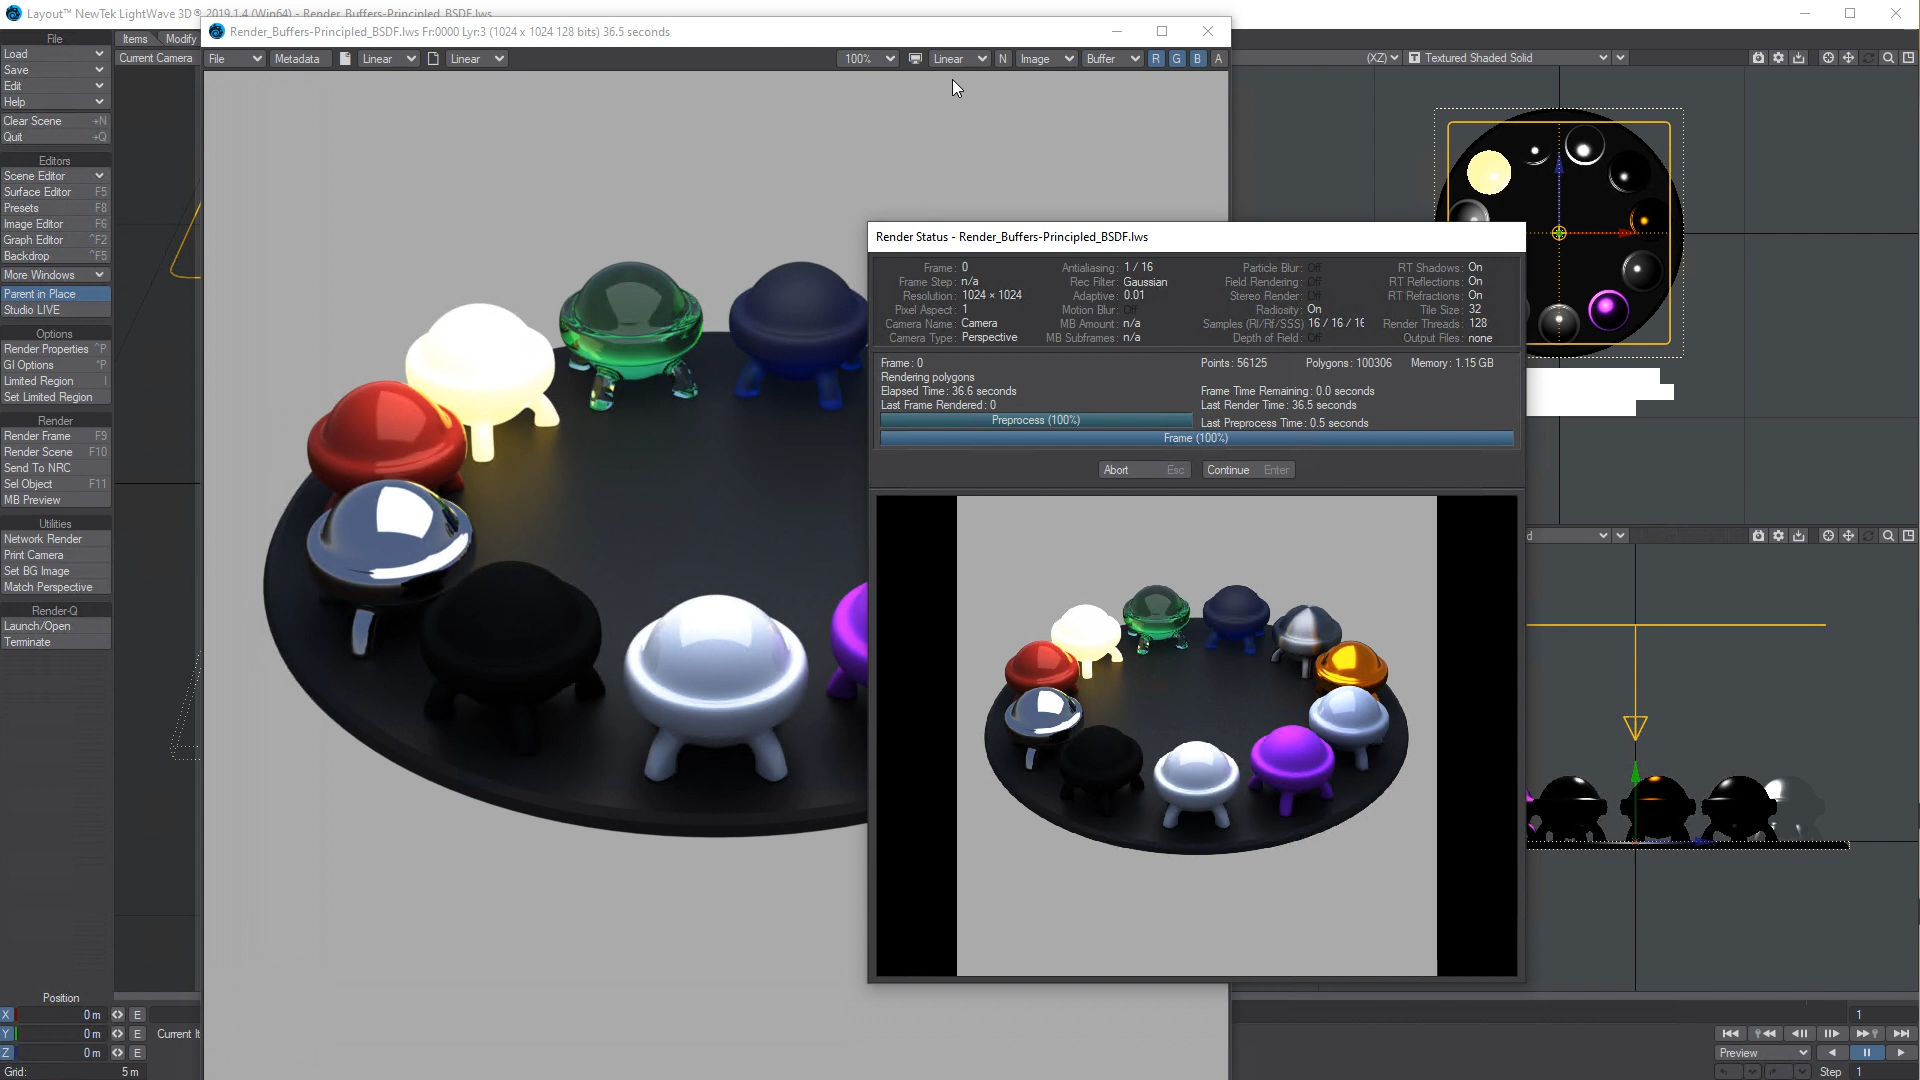 Layout™ NewTek LightWave 3D® 2019.1.4 (Win64) - Render_Buffers-Principled_BSDF.lws
Render_Buffers-Principled_BSDF.lws Fr:0000 Lyr:3 (1024 x 1024 128 bits) 36.5 seconds
File
Items
Modify
Load
Current Camera
File
Metadata
Linear
Linear
100%
Linear
N
Image
Buffer
R
G
B
A
(XZ)
T
Textured Shaded Solid
Save
Edit
Help
Clear Scene +N
Quit +Q
Editors
Scene Editor
Surface Editor F5
Presets F8
Image Editor F6
Graph Editor ^F2
Backdrop ^F5
More Windows
Parent in Place
Studio LIVE
Options
Render Properties ^P
GI Options *P
Limited Region l
Set Limited Region
Render
Render Frame F9
Render Scene F10
Send To NRC
Sel Object F11
MB Preview
Utilities
Network Render
Print Camera
Set BG Image
Match Perspective
Render-Q
Launch/Open
Terminate
Render Status - Render_Buffers-Principled_BSDF.lws
Frame: 0 Antialiasing: 1 / 16 Particle Blur: Off RT Shadows: On
Frame Step: n/a Rec Filter: Gaussian Field Rendering: Off RT Reflections: On
Resolution: 1024 × 1024 Adaptive: 0.01 Stereo Render: Off RT Refractions: On
Pixel Aspect: 1 Motion Blur: Off Radiosity: On Tile Size: 32
Camera Name: Camera MB Amount: n/a Samples (Rl/Rf/SSS) 16 / 16 / 16 Render Threads: 128
Camera Type: Perspective MB Subframes: n/a Depth of Field: Off Output Files: none
Frame: 0 Points: 56125 Polygons: 100306 Memory: 1.15 GB
Rendering polygons
Elapsed Time: 36.6 seconds Frame Time Remaining: 0.0 seconds
Last Frame Rendered: 0 Last Render Time: 36.5 seconds
Preprocess (100%) Last Preprocess Time: 0.5 seconds
Frame (100%)
Abort Esc Continue Enter
d
Position
X 0 m E
Y 0 m E Current It
Z 0 m E
Grid: 5 m
1
Preview
Step 1